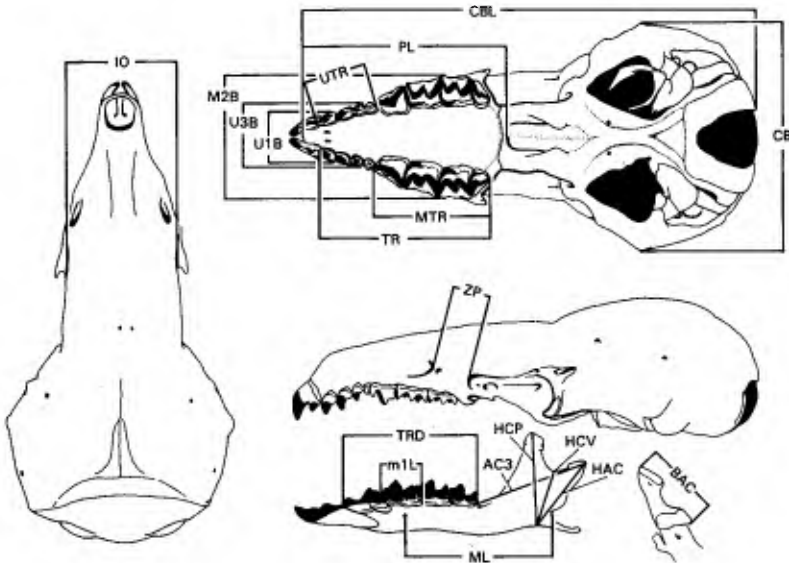 IO
CBL
PL
UTR
M2B
U3B
U1B
CB
MTR
TR
ZP
TRD
m1L
HCP
HCV
AC3
HAC
BAC
ML